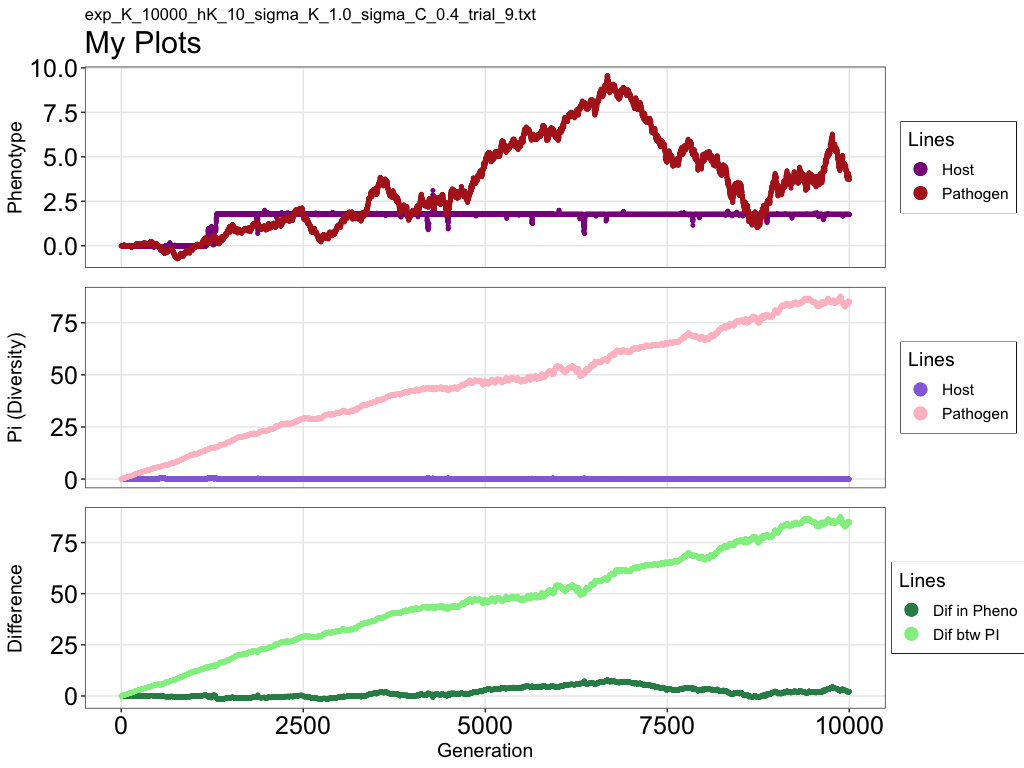 exp_K_10000_hK_10_sigma_K_1.0_sigma_C_0.4_trial_9.txt
My Plots
Phenotype
10.0
7.5
5.0
2.5
0.0
Lines
Host
Pathogen
Pi (Diversity)
75
50
25
0
Lines
Host
Pathogen
Difference
75
50
25
0
Lines
Dif in Pheno
Dif btw PI
0 2500 5000 7500 10000
Generation